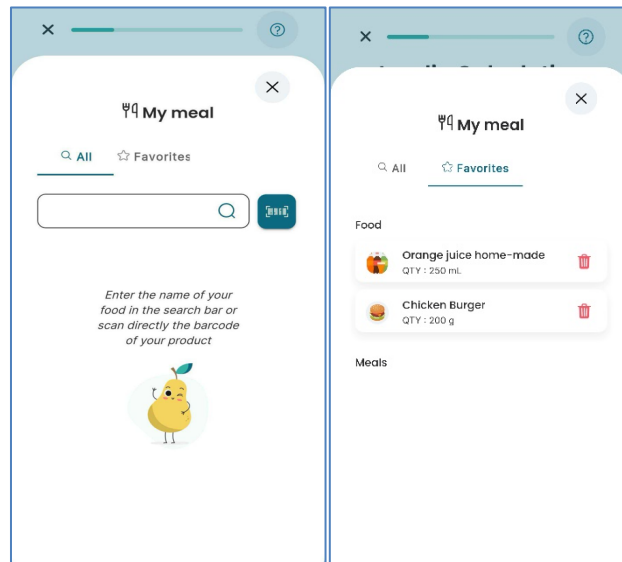 My meal
All
Favorites
Enter the name of your
food in the search bar or
scan directly the barcode
of your product
My meal
All
Favorites
Food
Orange juice home-made
QTY : 250 mL
Chicken Burger
QTY : 200 g
Meals